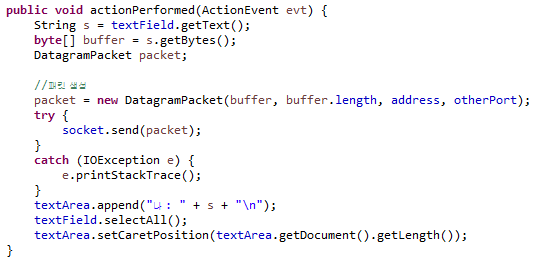 public void actionPerformed(ActionEvent evt) {
    String s = textField.getText();
    byte[] buffer = s.getBytes();
    DatagramPacket packet;

    //패킷 생성
    packet = new DatagramPacket(buffer, buffer.length, address, otherPort);
    try {
        socket.send(packet);
    }
    catch (IOException e) {
        e.printStackTrace();
    }
    textArea.append("나 : " + s + "\n");
    textField.selectAll();
    textArea.setCaretPosition(textArea.getDocument().getLength());
}